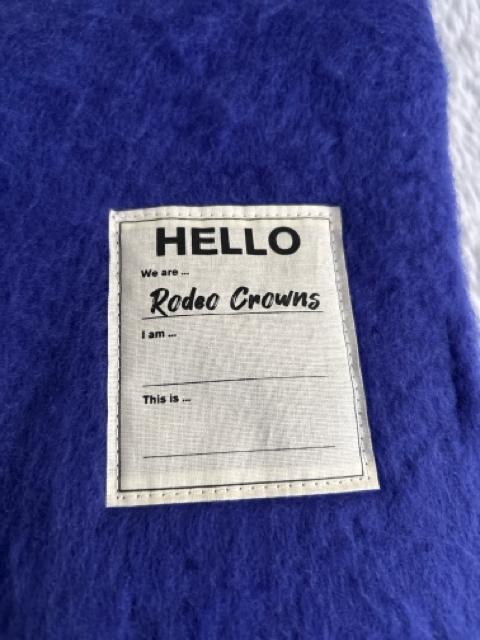 HELLO
We are ...
Rodeo Crowns
I am ...
This is ...